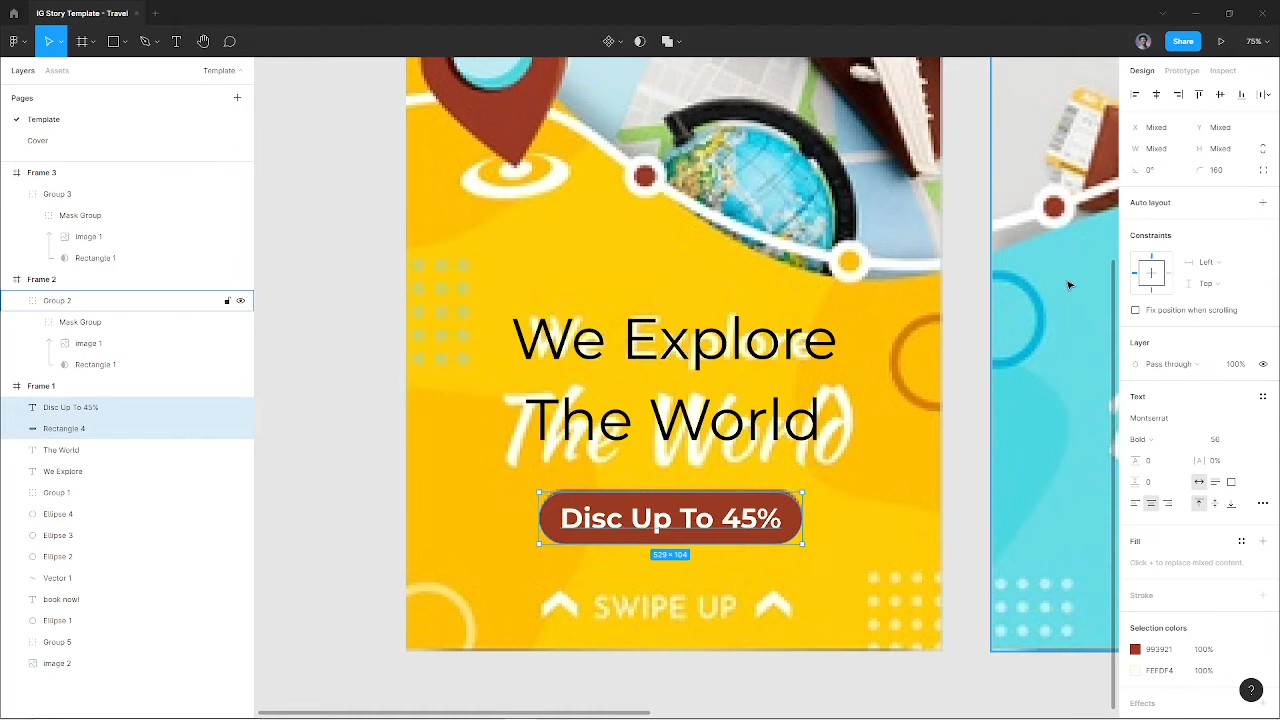 IG Story Template - Travel
Share
75%
Layers
Assets
Template
Pages
Template
Cover
Frame 3
Group 3
Mask Group
image 1
Rectangle 1
Frame 2
Group 2
Mask Group
image 1
Rectangle 1
Frame 1
Disc Up To 45%
Rectangle 4
The World
We Explore
Group 1
Ellipse 4
Ellipse 3
Ellipse 2
Vector 1
book now!
Ellipse 1
Group 5
image 2
We Explore
We Explore
The World
The World
Disc Up To 45%
529 × 104
SWIPE UP
Design
Prototype
Inspect
X Mixed
Y Mixed
W Mixed
H Mixed
0°
160
Auto layout
Constraints
Left
Top
Fix position when scrolling
Layer
Pass through
100%
Text
Montserrat
Bold
56
0
0%
0
Fill
Click + to replace mixed content.
Stroke
Selection colors
993921
100%
FEFDF4
100%
Effects
?